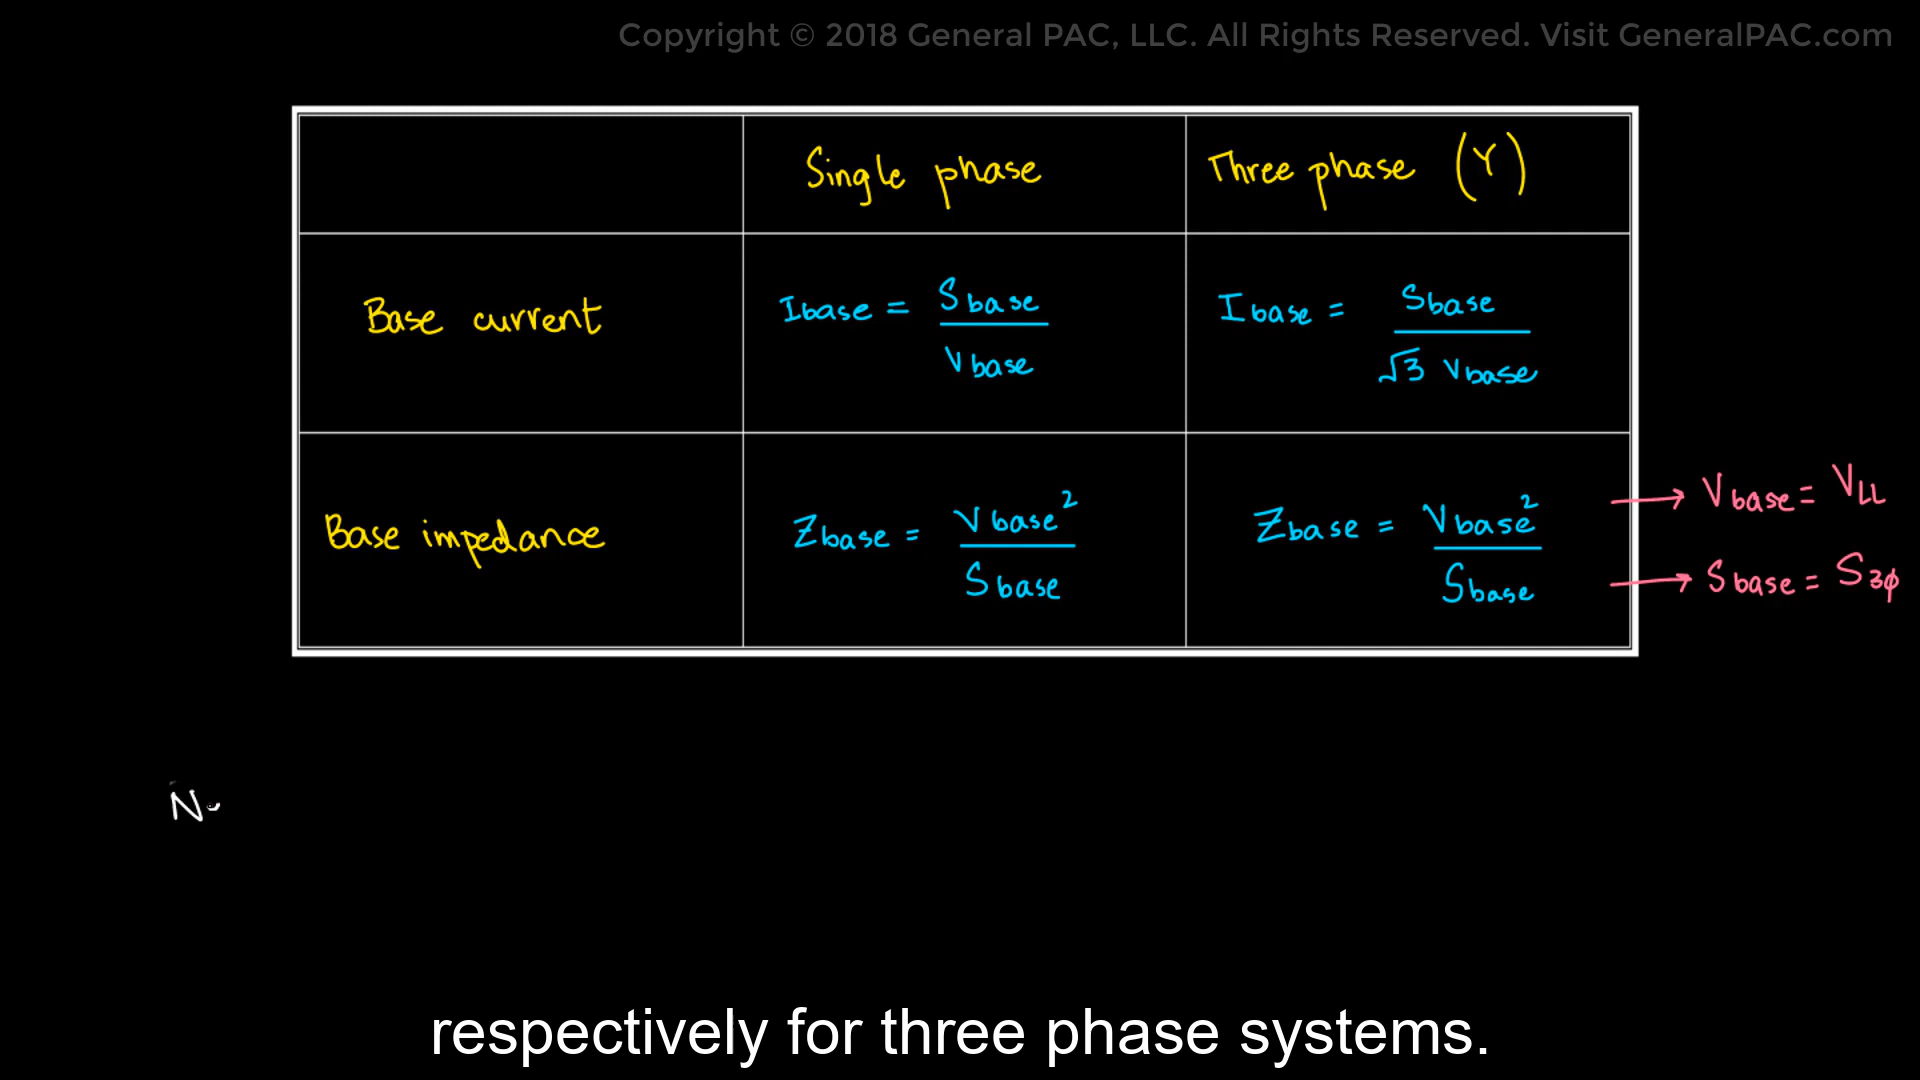 Copyright © 2018 General PAC, LLC. All Rights Reserved. Visit GeneralPAC.com
Single phase
Three phase (Y)
Base current
Ibase = Sbase / Vbase
Ibase = Sbase / √3 Vbase
Base impedance
Zbase = Vbase² / Sbase
Zbase = Vbase² / Sbase
→ Vbase = VLL
→ Sbase = S3φ
N
respectively for three phase systems.